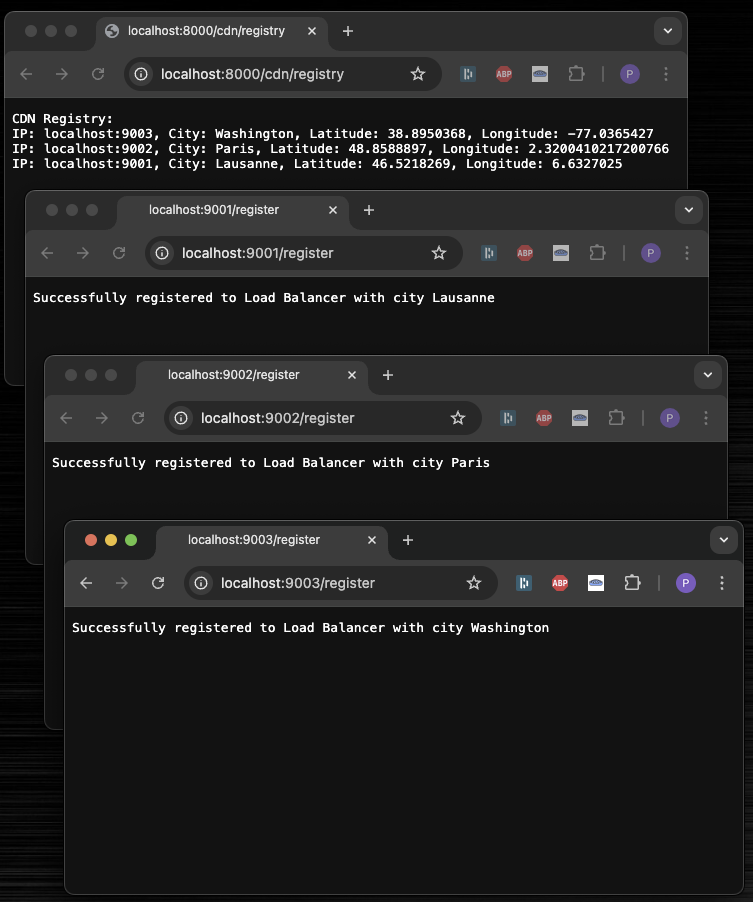 localhost:8000/cdn/registry
localhost:8000/cdn/registry
ABP
P
CDN Registry:
IP: localhost:9003, City: Washington, Latitude: 38.8950368, Longitude: -77.0365427
IP: localhost:9002, City: Paris, Latitude: 48.8588897, Longitude: 2.3200410217200766
IP: localhost:9001, City: Lausanne, Latitude: 46.5218269, Longitude: 6.6327025
localhost:9001/register
localhost:9001/register
ABP
P
Successfully registered to Load Balancer with city Lausanne
localhost:9002/register
localhost:9002/register
ABP
P
Successfully registered to Load Balancer with city Paris
localhost:9003/register
localhost:9003/register
ABP
P
Successfully registered to Load Balancer with city Washington